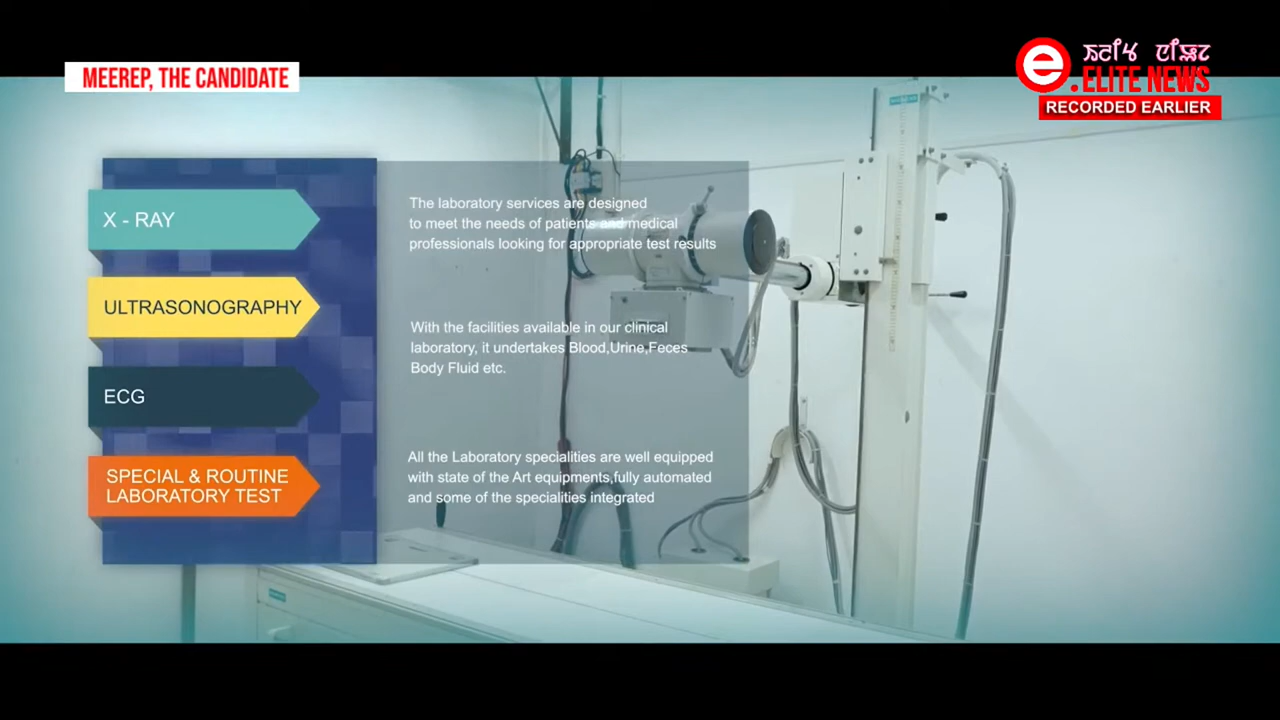 MEEREP, THE CANDIDATE
e
.ELITE NEWS
RECORDED EARLIER
X - RAY
ULTRASONOGRAPHY
ECG
SPECIAL & ROUTINE
LABORATORY TEST
The laboratory services are designed
to meet the needs of patients and medical
professionals looking for appropriate test results
With the facilities available in our clinical
laboratory, it undertakes Blood,Urine,Feces
Body Fluid etc.
All the Laboratory specialities are well equipped
with state of the Art equipments,fully automated
and some of the specialities integrated